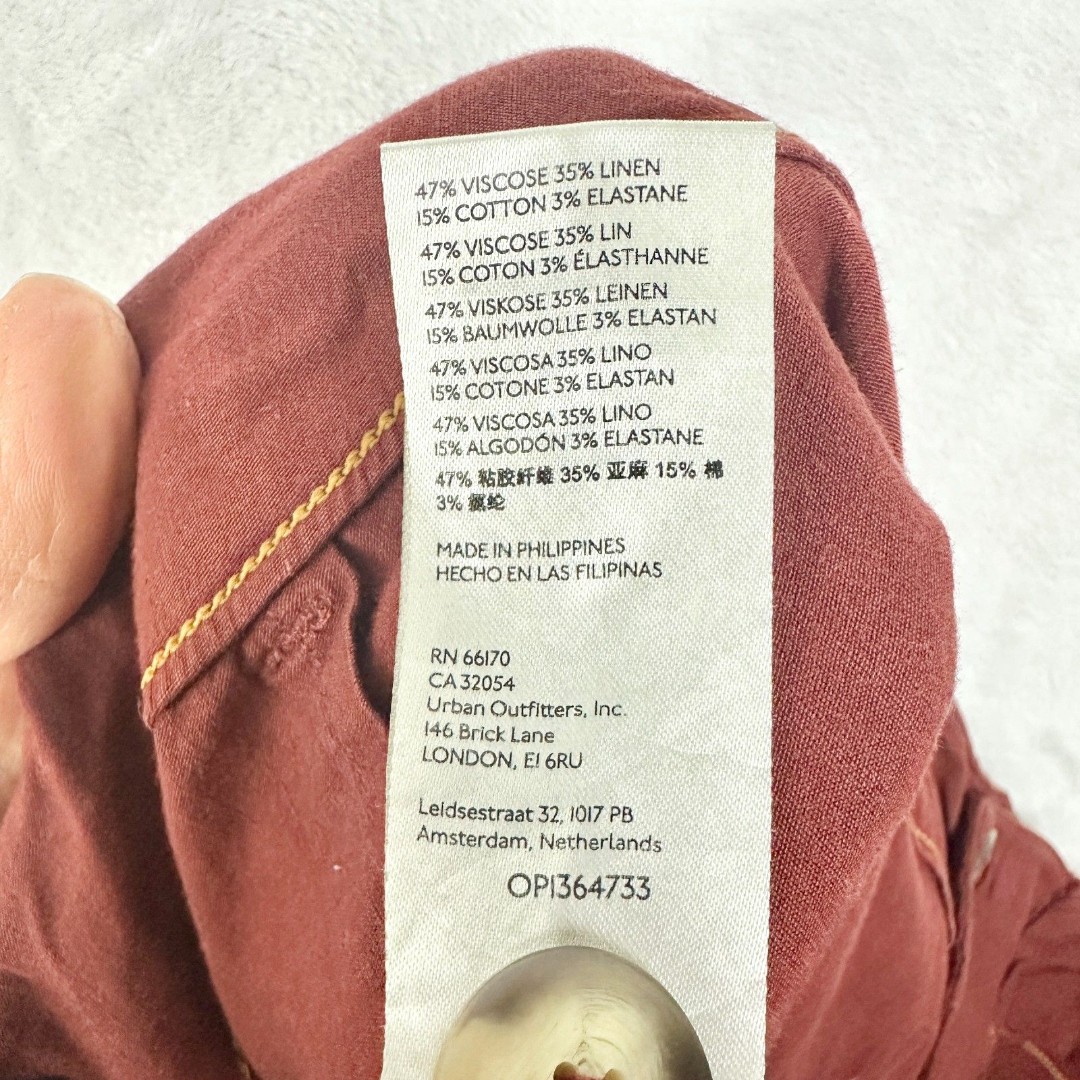 47% VISCOSE 35% LINEN
15% COTTON 3% ELASTANE
47% VISCOSE 35% LIN
15% COTON 3% ÉLASTHANNE
47% VISKOSE 35% LEINEN
15% BAUMWOLLE 3% ELASTAN
47% VISCOSA 35% LINO
15% COTONE 3% ELASTAN
47% VISCOSA 35% LINO
15% ALGODÓN 3% ELASTANE
47% 粘胶纤维 35% 亚麻 15% 棉
3% 氨纶
MADE IN PHILIPPINES
HECHO EN LAS FILIPINAS
RN 66170
CA 32054
Urban Outfitters, Inc.
146 Brick Lane
LONDON, E1 6RU
Leidsestraat 32, 1017 PB
Amsterdam, Netherlands
OP1364733